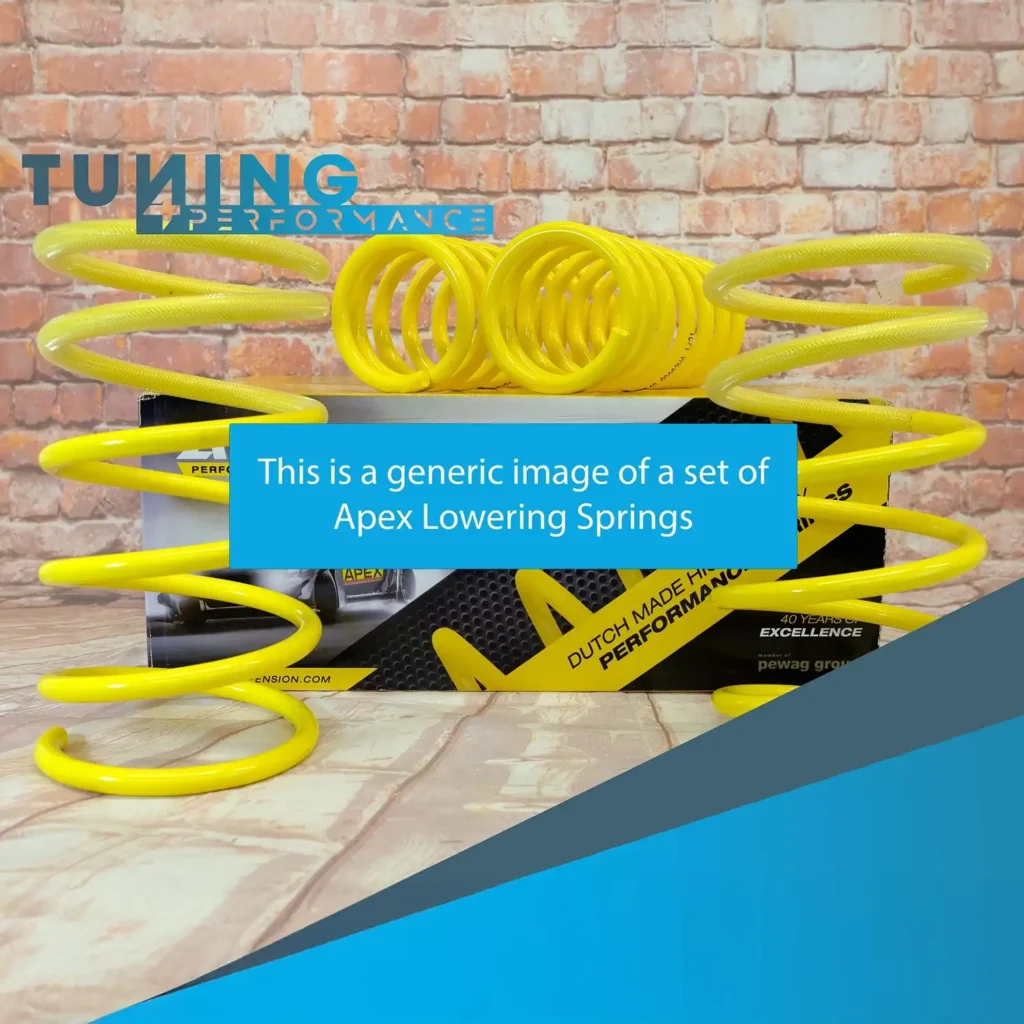 TUNING
4PERFORMANCE
This is a generic image of a set of
Apex Lowering Springs
APEX
DUTCH MADE
PERFORMANC
40 YEARS
EXCELLENCE
member of
pewag grou
ENSION.COM